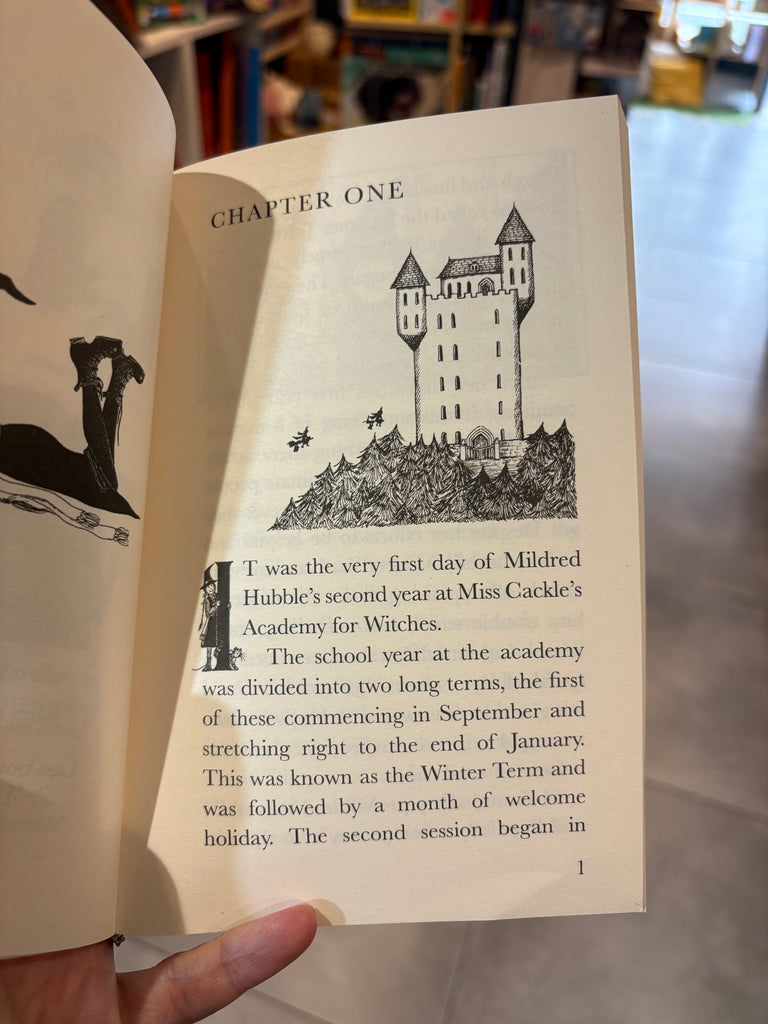 CHAPTER ONE
IT was the very first day of Mildred
Hubble's second year at Miss Cackle's
Academy for Witches.
The school year at the academy
was divided into two long terms, the first
of these commencing in September and
stretching right to the end of January.
This was known as the Winter Term and
was followed by a month of welcome
holiday. The second session began in
1